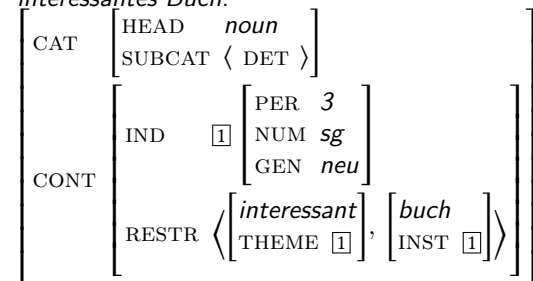 interessantes Buch:
CAT HEAD noun
SUBCAT ⟨ DET ⟩
PER 3
IND 1 NUM sg
GEN neu
CONT
RESTR ⟨[interessant THEME 1], [buch INST 1]⟩